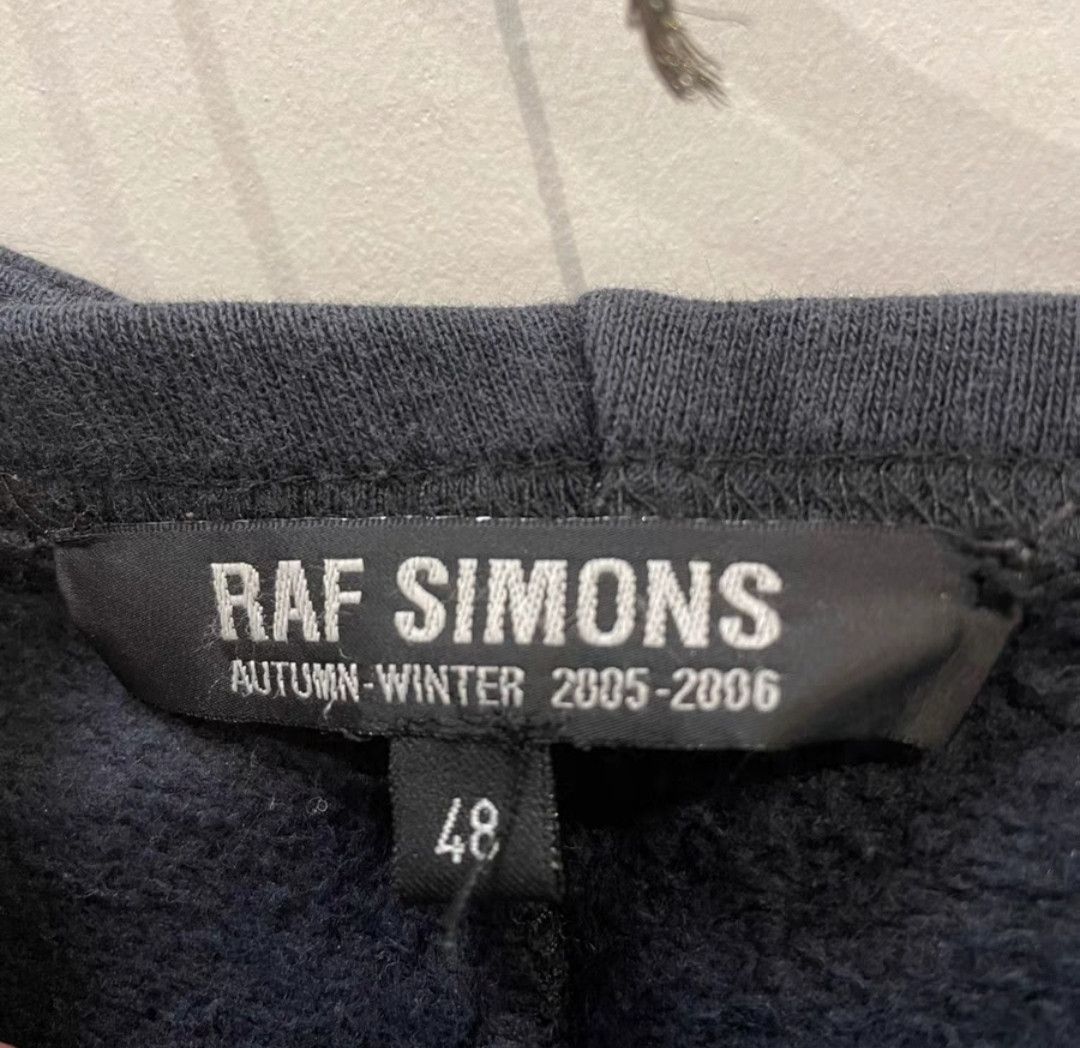 RAF SIMONS
AUTUMN-WINTER 2005-2006
48